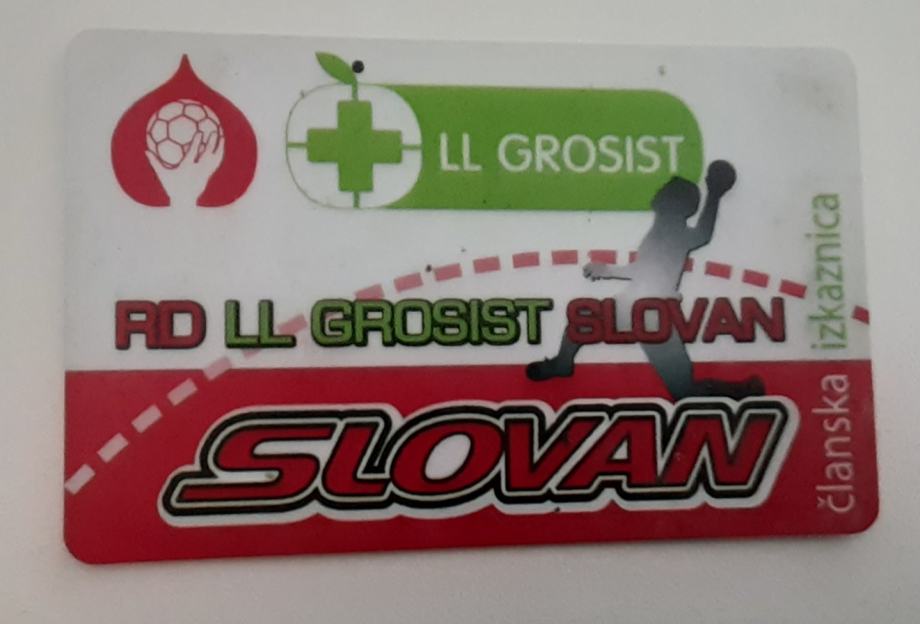 LL GROSIST
RD LL GROSIST SLOVAN
SLOVAN
članska izkaznica